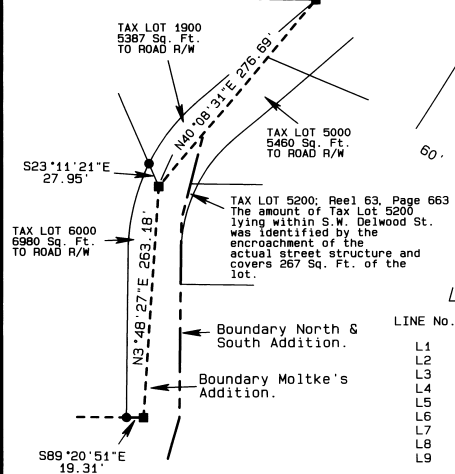 TAX LOT 1900
5387 Sq. Ft.
TO ROAD R/W
N40°08'31"E 276.69'
TAX LOT 5000
5460 Sq. Ft.
TO ROAD R/W
60'
S23°11'21"E
27.95'
TAX LOT 5200; Reel 63, Page 663
The amount of Tax Lot 5200
lying within S.W. Delwood St.
was identified by the
encroachment of the
actual street structure and
covers 267 Sq. Ft. of the
lot.
TAX LOT 6000
6980 Sq. Ft.
TO ROAD R/W
N3°48'27"E 263.18'
Boundary North &
South Addition.
Boundary Moltke's
Addition.
S89°20'51"E
19.31'
L
LINE No.
L1
L2
L3
L4
L5
L6
L7
L8
L9